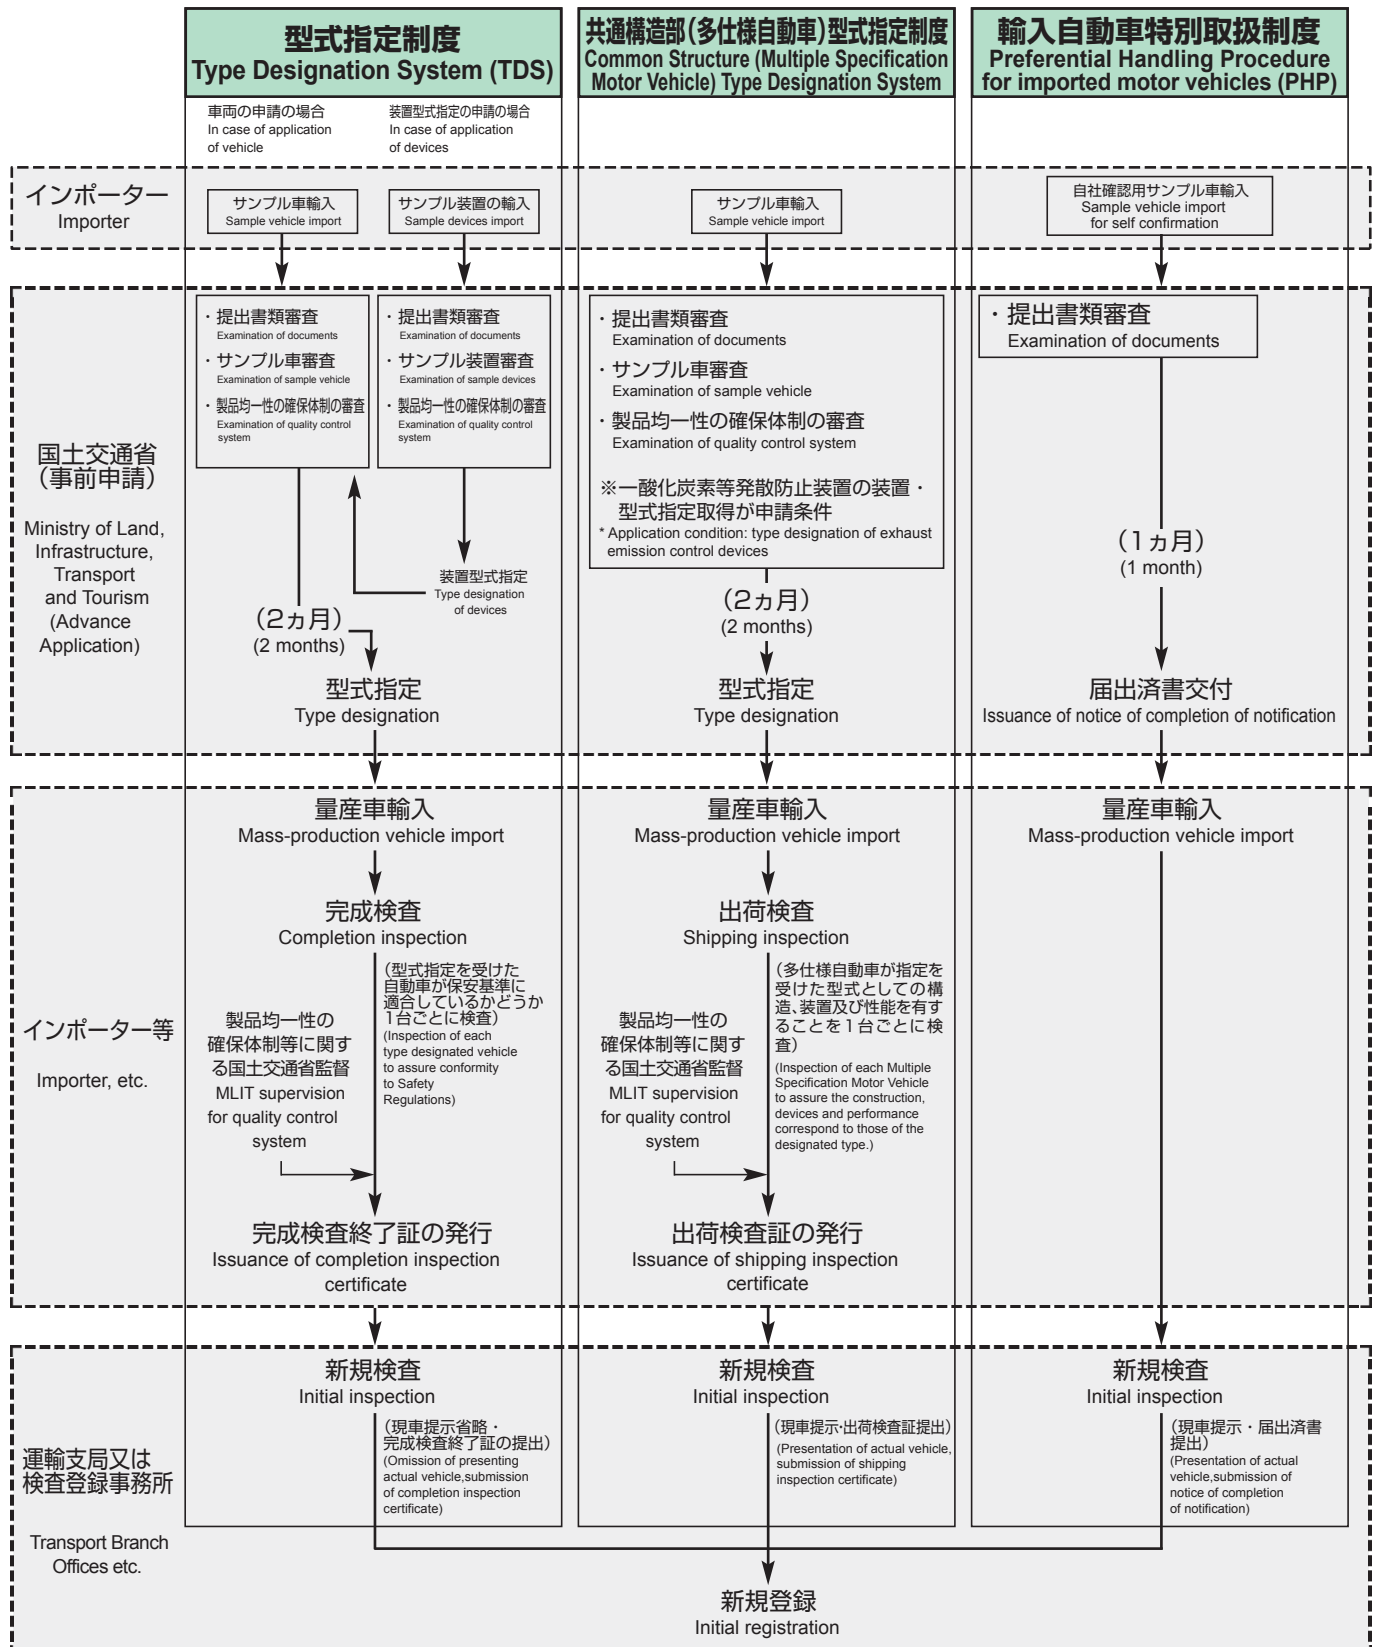 型式指定制度
Type Designation System (TDS)
共通構造部(多仕様自動車)型式指定制度
Common Structure (Multiple Specification
Motor Vehicle) Type Designation System
輸入自動車特別取扱制度
Preferential Handling Procedure
for imported motor vehicles (PHP)
車両の申請の場合
In case of application
of vehicle
装置型式指定の申請の場合
In case of application
of devices
インポーター
Importer
サンプル車輸入
Sample vehicle import
サンプル装置の輸入
Sample devices import
サンプル車輸入
Sample vehicle import
自社確認用サンプル車輸入
Sample vehicle import
for self confirmation
国土交通省
(事前申請)
Ministry of Land,
Infrastructure,
Transport
and Tourism
(Advance
Application)
・提出書類審査
Examination of documents
・サンプル車審査
Examination of sample vehicle
・製品均一性の確保体制の審査
Examination of quality control
system
・提出書類審査
Examination of documents
・サンプル装置審査
Examination of sample devices
・製品均一性の確保体制の審査
Examination of quality control
system
装置型式指定
Type designation
of devices
(2ヵ月)
(2 months)
型式指定
Type designation
・提出書類審査
Examination of documents
・サンプル車審査
Examination of sample vehicle
・製品均一性の確保体制の審査
Examination of quality control system
※一酸化炭素等発散防止装置の装置・
型式指定取得が申請条件
* Application condition: type designation of exhaust
emission control devices
(2ヵ月)
(2 months)
型式指定
Type designation
・提出書類審査
Examination of documents
(1ヵ月)
(1 month)
届出済書交付
Issuance of notice of completion of notification
インポーター等
Importer, etc.
量産車輸入
Mass-production vehicle import
完成検査
Completion inspection
(型式指定を受けた
自動車が保安基準に
適合しているかどうか
1台ごとに検査)
(Inspection of each
type designated vehicle
to assure conformity
to Safety
Regulations)
製品均一性の
確保体制等に関す
る国土交通省監督
MLIT supervision
for quality control
system
完成検査終了証の発行
Issuance of completion inspection
certificate
量産車輸入
Mass-production vehicle import
出荷検査
Shipping inspection
(多仕様自動車が指定を
受けた型式としての構
造、装置及び性能を有す
ることを1台ごとに検
査)
(Inspection of each Multiple
Specification Motor Vehicle
to assure the construction,
devices and performance
correspond to those of the
designated type.)
製品均一性の
確保体制等に関す
る国土交通省監督
MLIT supervision
for quality control
system
出荷検査証の発行
Issuance of shipping inspection
certificate
量産車輸入
Mass-production vehicle import
運輸支局又は
検査登録事務所
Transport Branch
Offices etc.
新規検査
Initial inspection
(現車提示省略・
完成検査終了証の提出)
(Omission of presenting
actual vehicle,submission
of completion inspection
certificate)
新規検査
Initial inspection
(現車提示・出荷検査証提出)
(Presentation of actual vehicle,
submission of shipping
inspection certificate)
新規検査
Initial inspection
(現車提示・届出済書
提出)
(Presentation of actual
vehicle,submission of
notice of completion
of notification)
新規登録
Initial registration